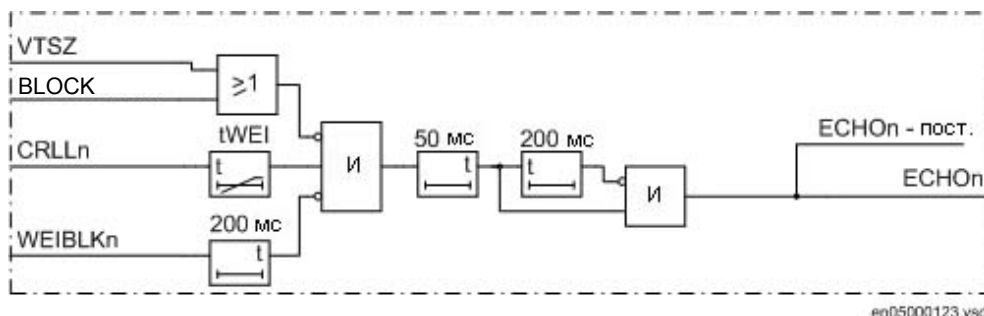 VTSZ
BLOCK
≥1
tWEI
CRLLn
t
И
50 мс
t
200 мс
t
И
ECHOn - пост.
ECHOn
200 мс
WEIBLKn
t
en05000123.vsd